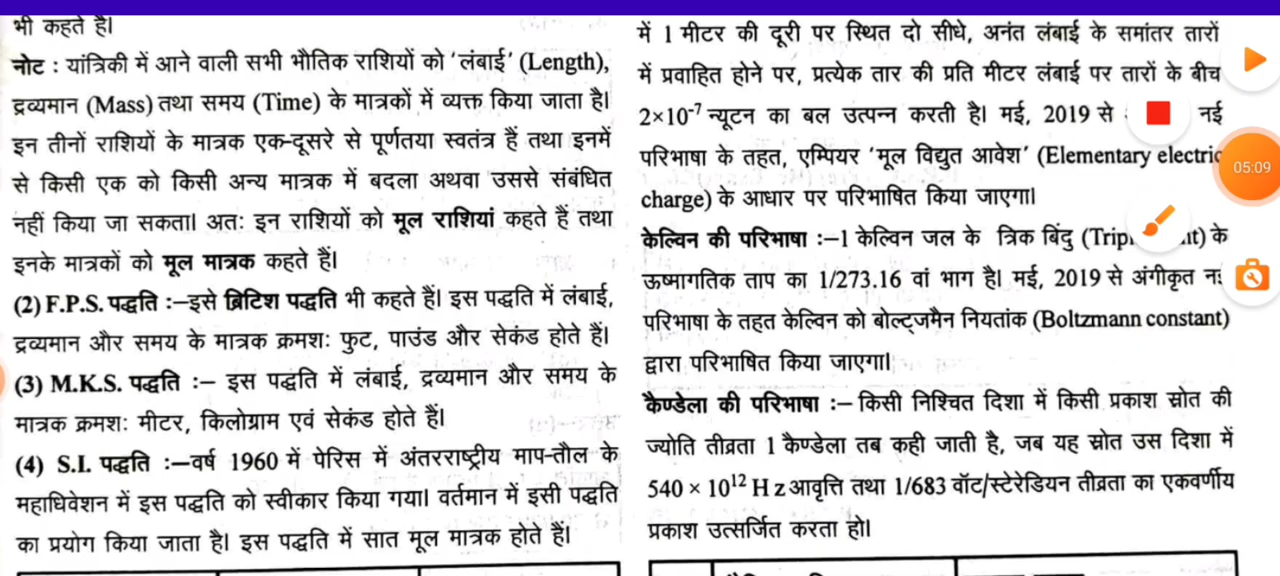 भी कहते हैं।
नोट : यांत्रिकी में आने वाली सभी भौतिक राशियों को 'लंबाई' (Length),
द्रव्यमान (Mass) तथा समय (Time) के मात्रकों में व्यक्त किया जाता है।
इन तीनों राशियों के मात्रक एक-दूसरे से पूर्णतया स्वतंत्र हैं तथा इनमें
से किसी एक को किसी अन्य मात्रक में बदला अथवा उससे संबंधित
नहीं किया जा सकता। अत: इन राशियों को मूल राशियां कहते हैं तथा
इनके मात्रकों को मूल मात्रक कहते हैं।
(2) F.P.S. पद्धति :–इसे ब्रिटिश पद्धति भी कहते हैं। इस पद्धति में लंबाई,
द्रव्यमान और समय के मात्रक क्रमशः फुट, पाउंड और सेकंड होते हैं।
(3) M.K.S. पद्धति :– इस पद्धति में लंबाई, द्रव्यमान और समय के
मात्रक क्रमशः मीटर, किलोग्राम एवं सेकंड होते हैं।
(4) S.I. पद्धति :–वर्ष 1960 में पेरिस में अंतरराष्ट्रीय माप-तौल के
महाधिवेशन में इस पद्धति को स्वीकार किया गया। वर्तमान में इसी पद्धति
का प्रयोग किया जाता है। इस पद्धति में सात मूल मात्रक होते हैं।
में 1 मीटर की दूरी पर स्थित दो सीधे, अनंत लंबाई के समांतर तारों
में प्रवाहित होने पर, प्रत्येक तार की प्रति मीटर लंबाई पर तारों के बीच
2×10⁻⁷ न्यूटन का बल उत्पन्न करती है। मई, 2019 से नई
परिभाषा के तहत, एम्पियर 'मूल विद्युत आवेश' (Elementary electric
charge) के आधार पर परिभाषित किया जाएगा।
केल्विन की परिभाषा :–1 केल्विन जल के त्रिक बिंदु के
ऊष्मागतिक ताप का 1/273.16 वां भाग है। मई, 2019 से अंगीकृत
परिभाषा के तहत केल्विन को बोल्ट्जमैन नियतांक (Boltzmann constant)
द्वारा परिभाषित किया जाएगा।
कैण्डेला की परिभाषा :– किसी निश्चित दिशा में किसी प्रकाश स्रोत की
ज्योति तीव्रता 1 कैण्डेला तब कही जाती है, जब यह स्रोत उस दिशा में
540 × 10¹² H z आवृत्ति तथा 1/683 वॉट/स्टेरेडियन तीव्रता का एकवर्णीय
प्रकाश उत्सर्जित करता हो।
05:09